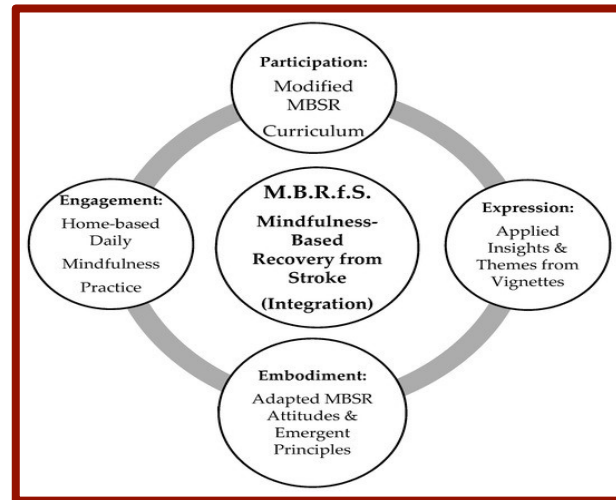 Participation:
Modified
MBSR
Curriculum
Engagement:
Home-based
Daily
Mindfulness
Practice
M.B.R.f.S.
Mindfulness-
Based
Recovery from
Stroke
(Integration)
Expression:
Applied
Insights &
Themes from
Vignettes
Embodiment:
Adapted MBSR
Attitudes &
Emergent
Principles